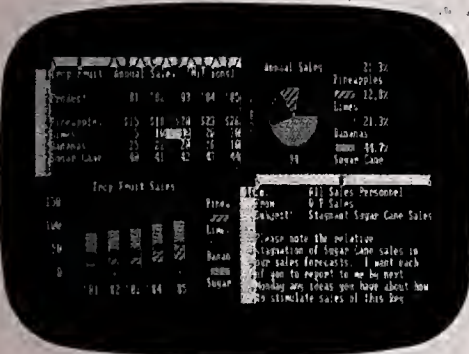 Trop Fruit Annual Sales
Product '81 '82 '83 '84 '85
Pineapples $15 $18 $20 $23 $26
Limes 5
Bananas 25
Sugar Cane 40 41 42 43 44
Annual Sales 21.3%
Pineapples
12.8%
Limes
21.3%
Bananas
44.7%
84 Sugar Cane
Trop Fruit Sales
150
100
50
0
'81 '82 '83 '84 '85
Pinea
Lime
Banan
Sugar
To: All Sales Personnel
From V P Sales
Subject: Stagnant Sugar Cane Sales
Please note the relative
stagnation of Sugar Cane sales in
our sales forecasts. I want each
of you to report to me by next
Monday any ideas you have about how
to stimulate sales of this key